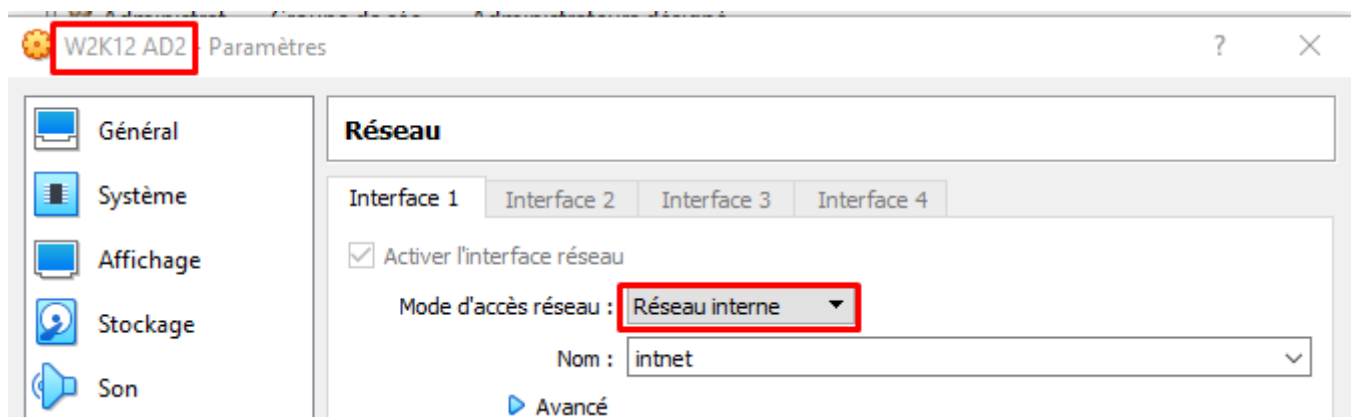 W2K12 AD2 - Paramètres ?
Général
Système
Affichage
Stockage
Son
Réseau
Interface 1 Interface 2 Interface 3 Interface 4
Activer l'interface réseau
Mode d'accès réseau : Réseau interne
Nom : intnet
Avancé